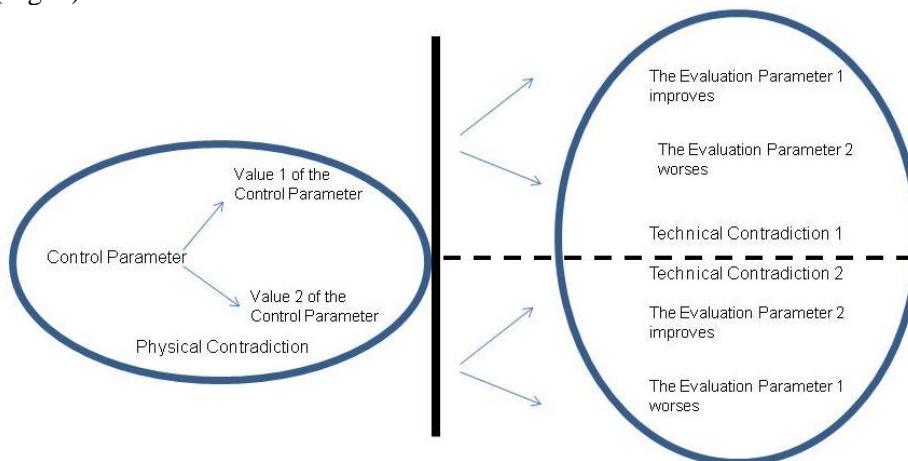 Value 1 of the
Control Parameter
Control Parameter
Value 2 of the
Control Parameter
Physical Contradiction
The Evaluation Parameter 1
improves
The Evaluation Parameter 2
worses
Technical Contradiction 1
Technical Contradiction 2
The Evaluation Parameter 2
improves
The Evaluation Parameter 1
worses